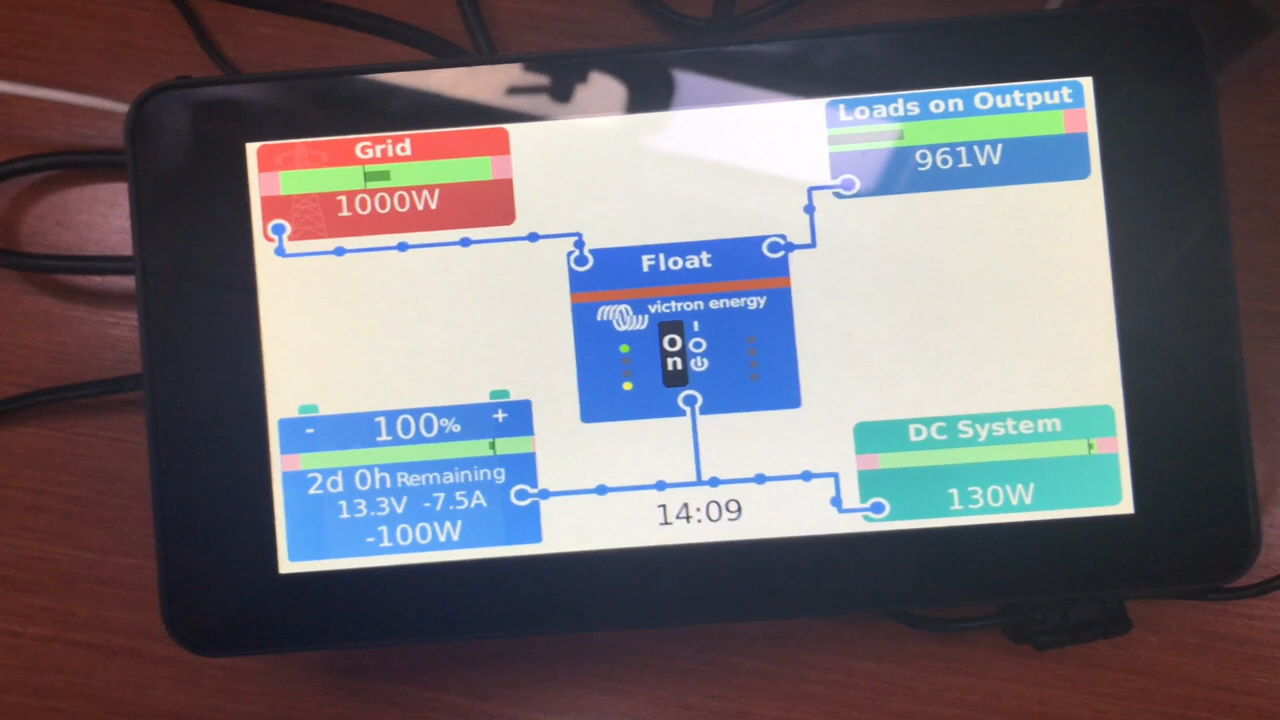 Grid
1000W
Loads on Output
961W
Float
victron energy
On
- 100% +
2d 0h Remaining
13.3V -7.5A
-100W
14:09
DC System
130W